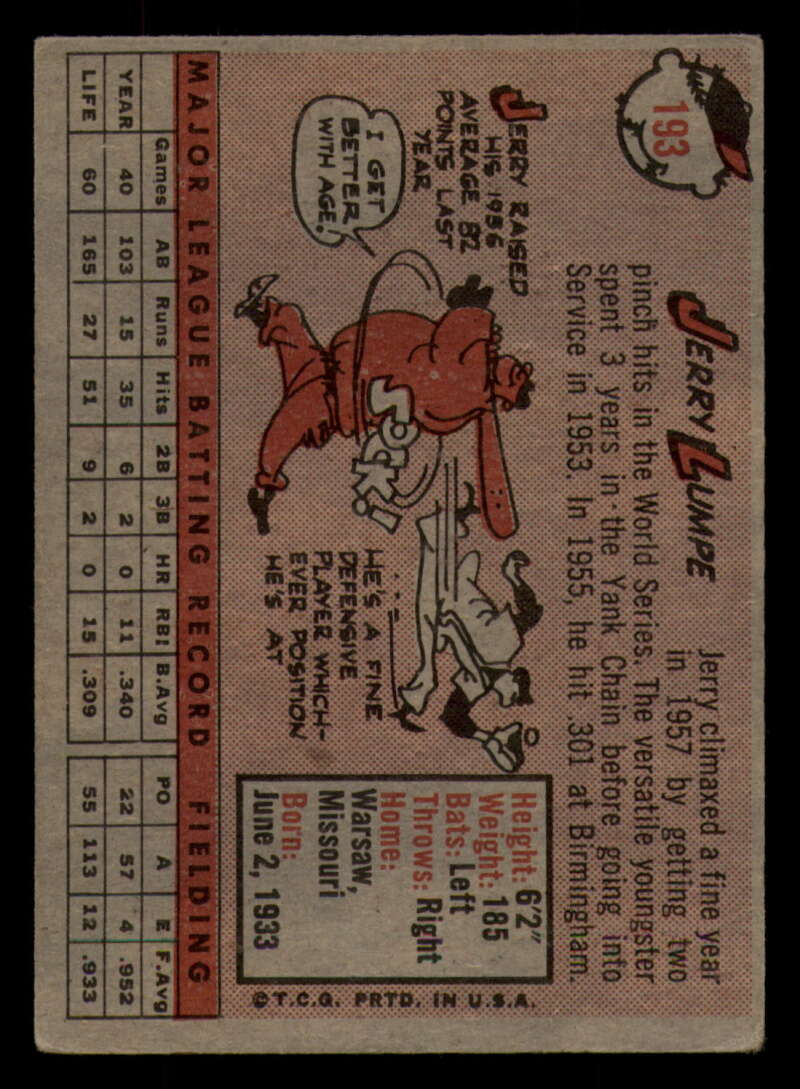 193
JERRY LUMPE
Jerry climaxed a fine year
in 1957 by getting two
pinch hits in the World Series. The versatile youngster
spent 3 years in the Yank Chain before going into
Service in 1953. In 1955, he hit .301 at Birmingham.
JERRY RAISED
HIS 1956
AVERAGE 82
POINTS LAST
YEAR
I GET
BETTER
WITH AGE!
SOCK!
HE'S A FINE
DEFENSIVE
PLAYER WHICH-
EVER POSITION
HE'S AT
Height: 6'2"
Weight: 185
Bats: Left
Throws: Right
Home:
Warsaw,
Missouri
Born:
June 2, 1933
©T.C.G. PRTD. IN U.S.A.
MAJOR LEAGUE BATTING RECORD FIELDING
Games AB Runs Hits 2B 3B HR RBI B.Avg PO A E F.Avg
YEAR 40 103 15 35 6 2 0 11 .340 22 57 4 .952
LIFE 60 165 27 51 9 2 0 15 .309 55 113 12 .933